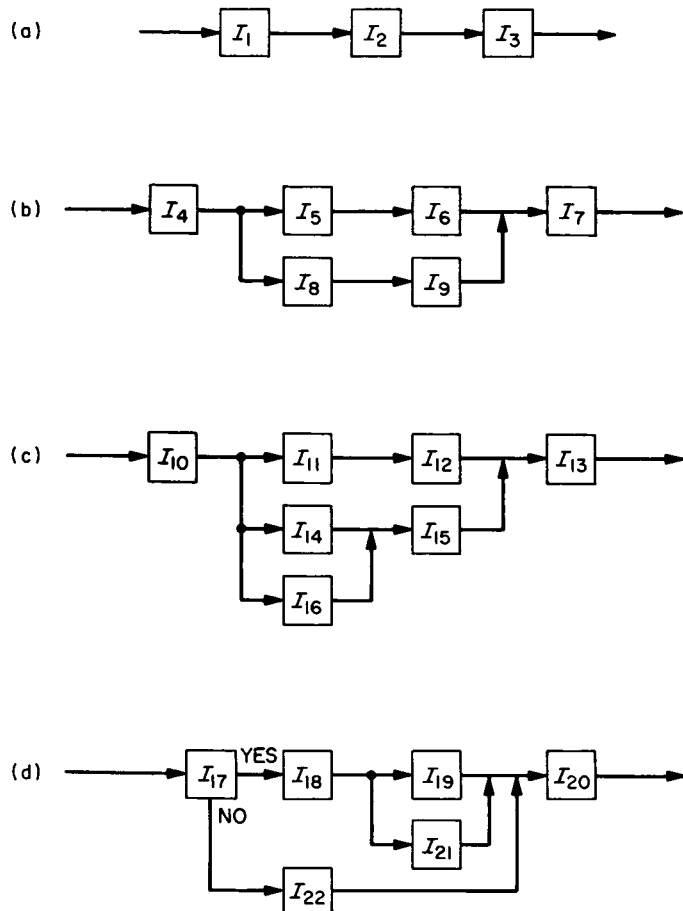 (a) I1 I2 I3
(b) I4 I5 I6 I7
I8 I9
(c) I10 I11 I12 I13
I14 I15
I16
(d) I17 YES I18 I19 I20
NO
I21
I22